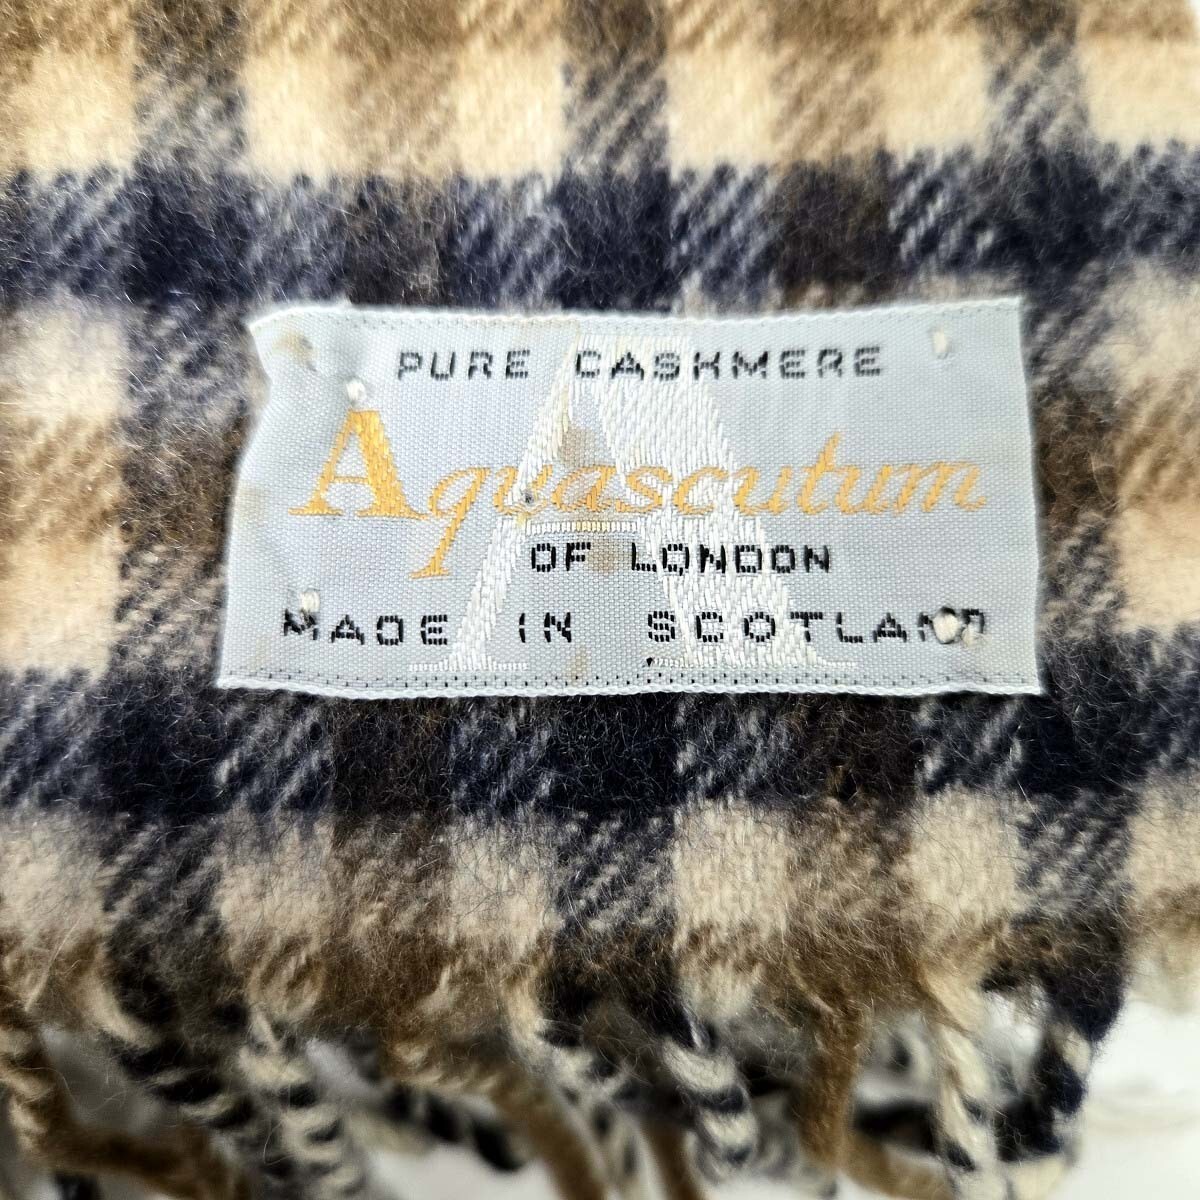 PURE CASHMERE
Aquascutum
OF LONDON
MADE IN SCOTLAND